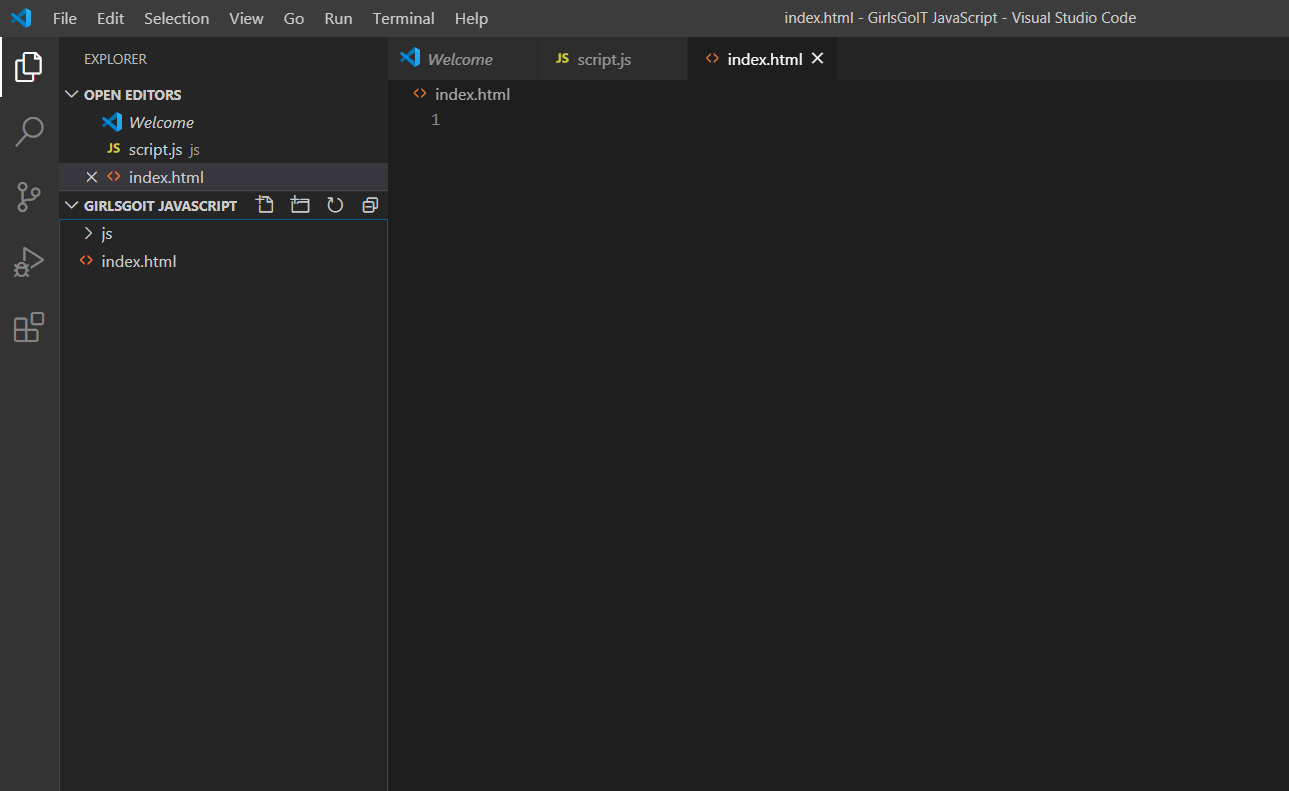 File Edit Selection View Go Run Terminal Help index.html - GirlsGoIT JavaScript - Visual Studio Code
EXPLORER
OPEN EDITORS
Welcome
JS script.js js
index.html
GIRLSGOIT JAVASCRIPT
js
index.html
Welcome JS script.js index.html
index.html
1